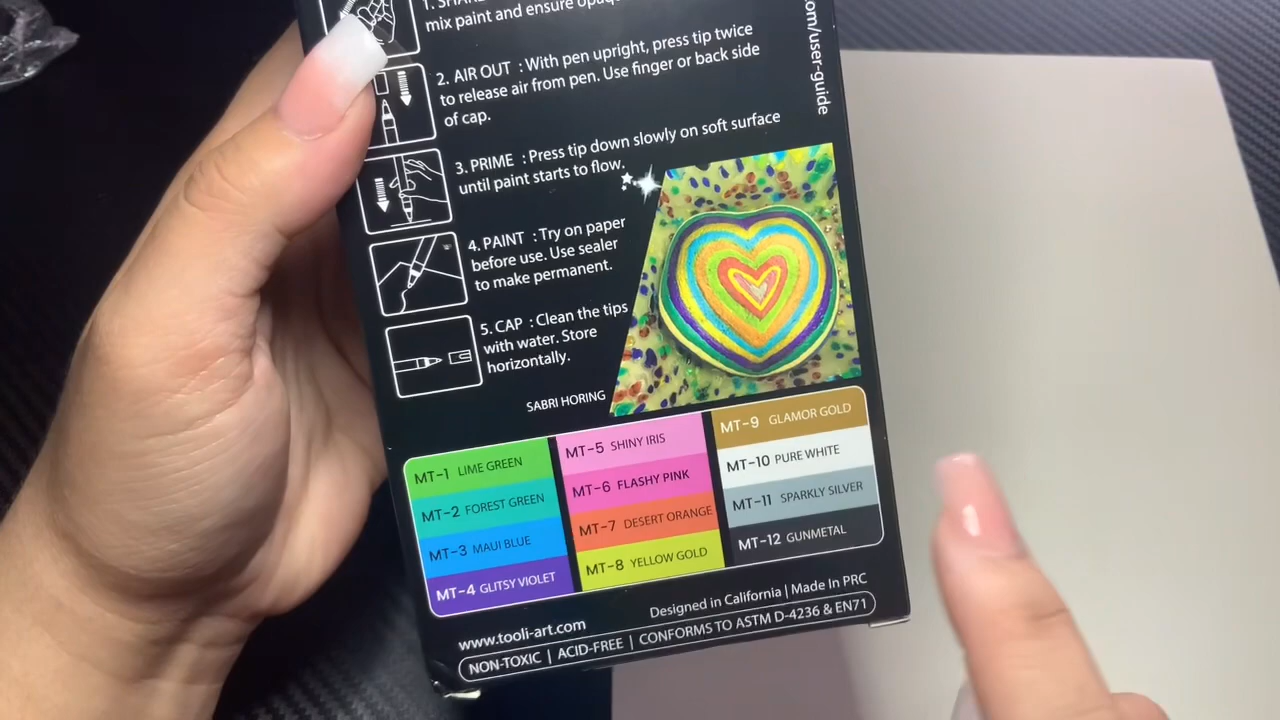 1. SHAKE
mix paint and ensure
2. AIR OUT : With pen upright, press tip twice
to release air from pen. Use finger or back side
of cap.
3. PRIME : Press tip down slowly on soft surface
until paint starts to flow.
4. PAINT : Try on paper
before use. Use sealer
to make permanent.
5. CAP : Clean the tips
with water. Store
horizontally.
SABRI HORING
.com/user-guide
MT-1 LIME GREEN
MT-2 FOREST GREEN
MT-3 MAUI BLUE
MT-4 GLITSY VIOLET
MT-5 SHINY IRIS
MT-6 FLASHY PINK
MT-7 DESERT ORANGE
MT-8 YELLOW GOLD
MT-9 GLAMOR GOLD
MT-10 PURE WHITE
MT-11 SPARKLY SILVER
MT-12 GUNMETAL
Designed in California | Made In PRC
www.tooli-art.com
NON-TOXIC | ACID-FREE | CONFORMS TO ASTM D-4236 & EN71